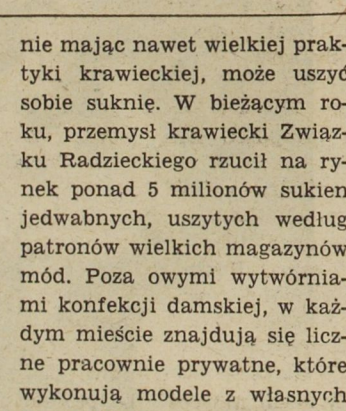 nie mając nawet wielkiej prak-
tyki krawieckiej, może uszyć
sobie suknię. W bieżącym ro-
ku, przemysł krawiecki Związ-
ku Radzieckiego rzucił na ry-
nek ponad 5 milionów sukien
jedwabnych, uszytych według
patronów wielkich magazynów
mód. Poza owymi wytwórnia-
mi konfekcji damskiej, w każ-
dym mieście znajdują się licz-
ne pracownie prywatne, które
wykonują modele z własnych